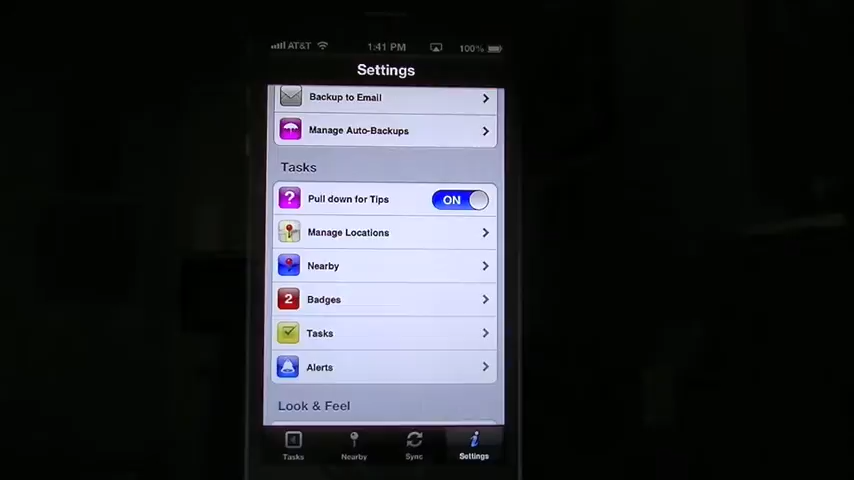 AT&T 1:41 PM 100%
Settings
Backup to Email
Manage Auto-Backups
Tasks
? Pull down for Tips ON
Manage Locations
Nearby
2 Badges
Tasks
Alerts
Look & Feel
Tasks Nearby Sync i Settings